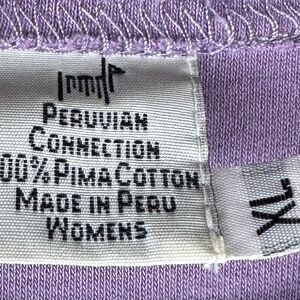 PERUVIAN
CONNECTION
00% PIMA COTTON
MADE IN PERU
WOMENS
XL